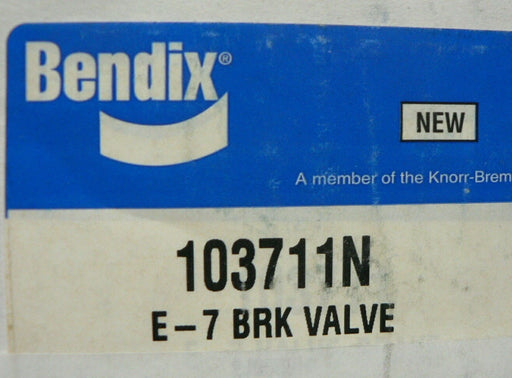 Bendix®
NEW
A member of the Knorr-Brem
103711N
E-7 BRK VALVE